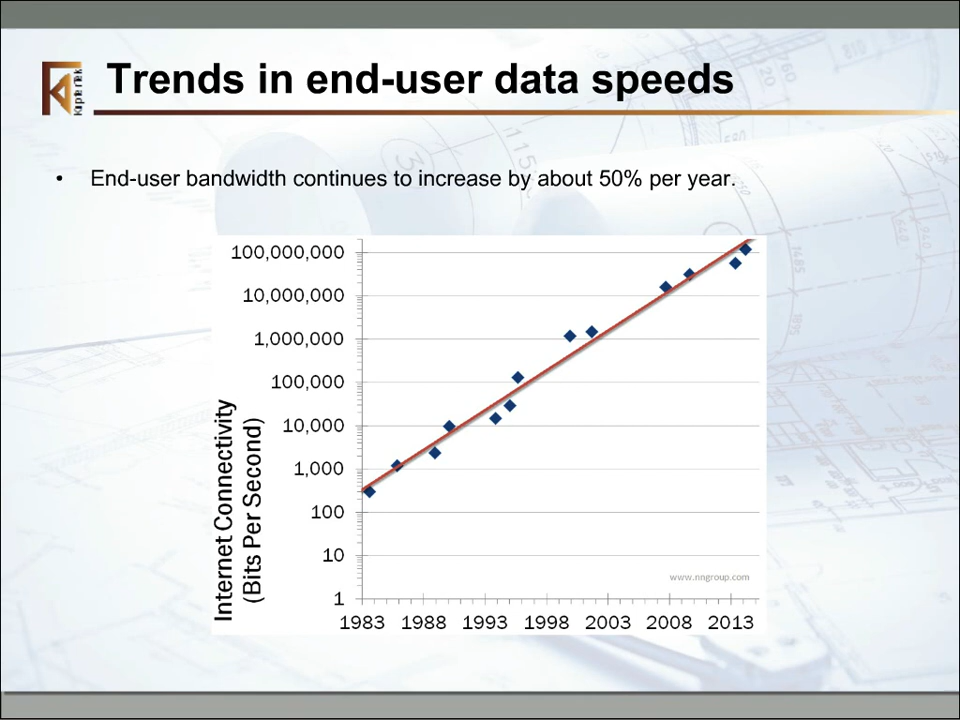 Trends in end-user data speeds
KaplerTek
• End-user bandwidth continues to increase by about 50% per year.
Internet Connectivity
(Bits Per Second)
100,000,000
10,000,000
1,000,000
100,000
10,000
1,000
100
10
1
www.nngroup.com
1983 1988 1993 1998 2003 2008 2013